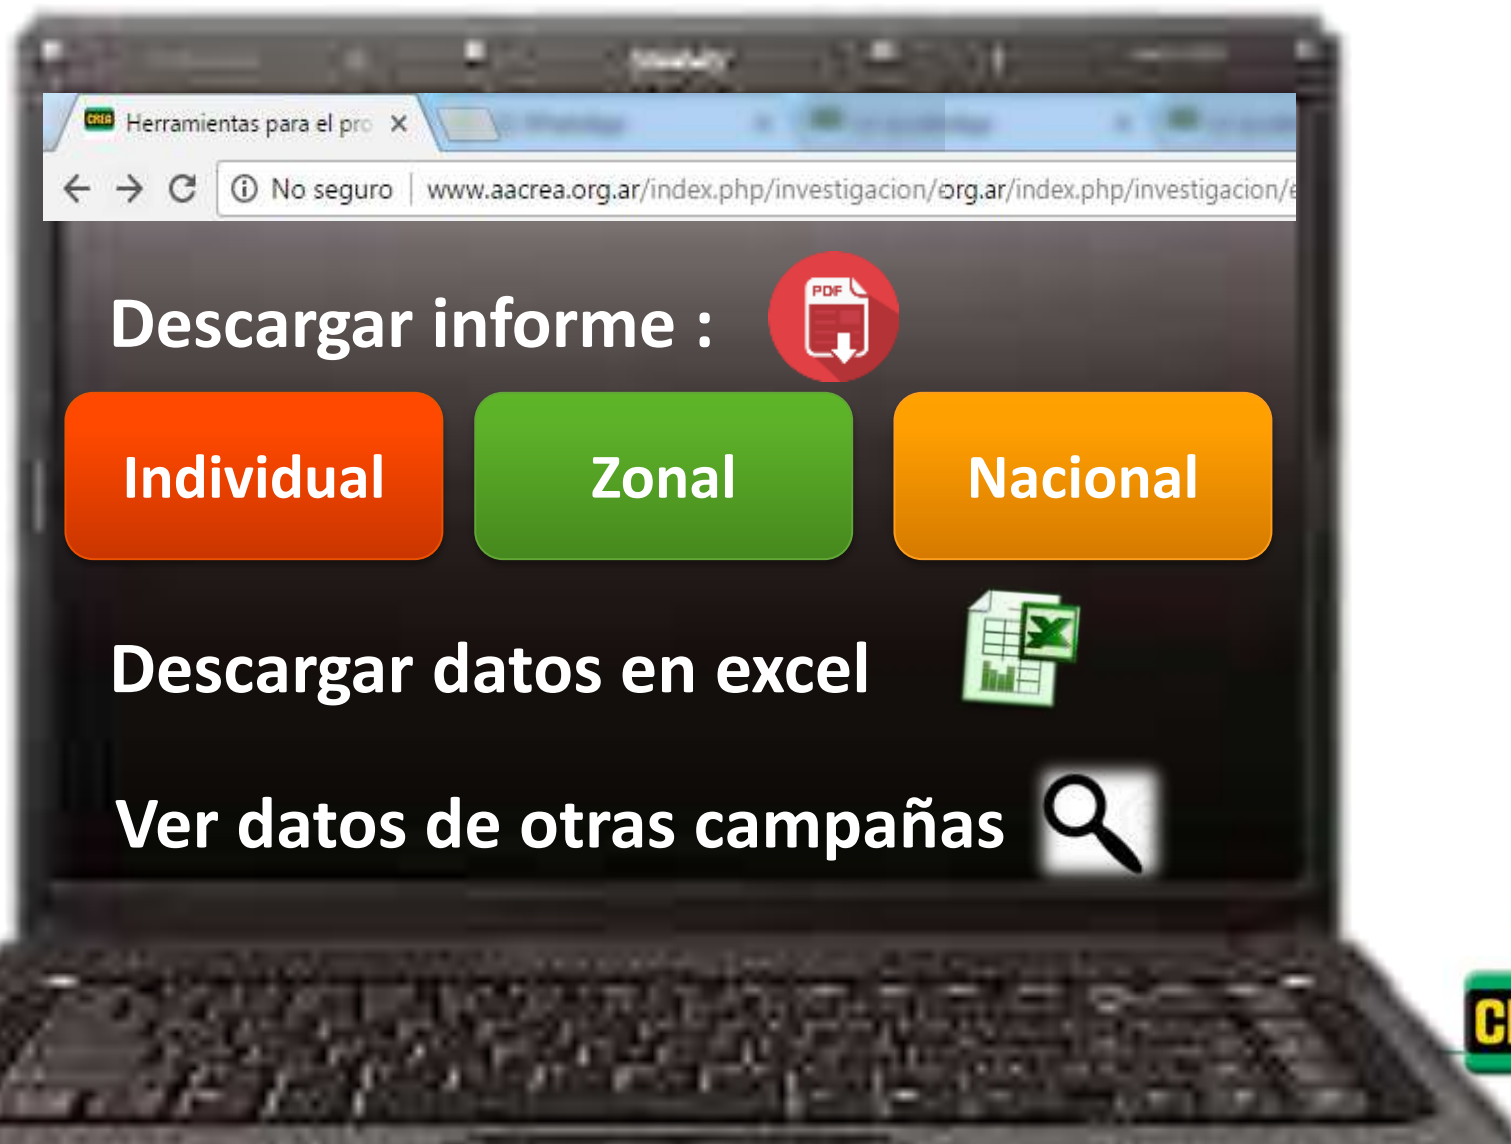 CREA Herramientas para el pro
No seguro www.aacrea.org.ar/index.php/investigacion/org.ar/index.php/investigacion/e
Descargar informe :
PDF
Individual
Zonal
Nacional
Descargar datos en excel
Ver datos de otras campañas